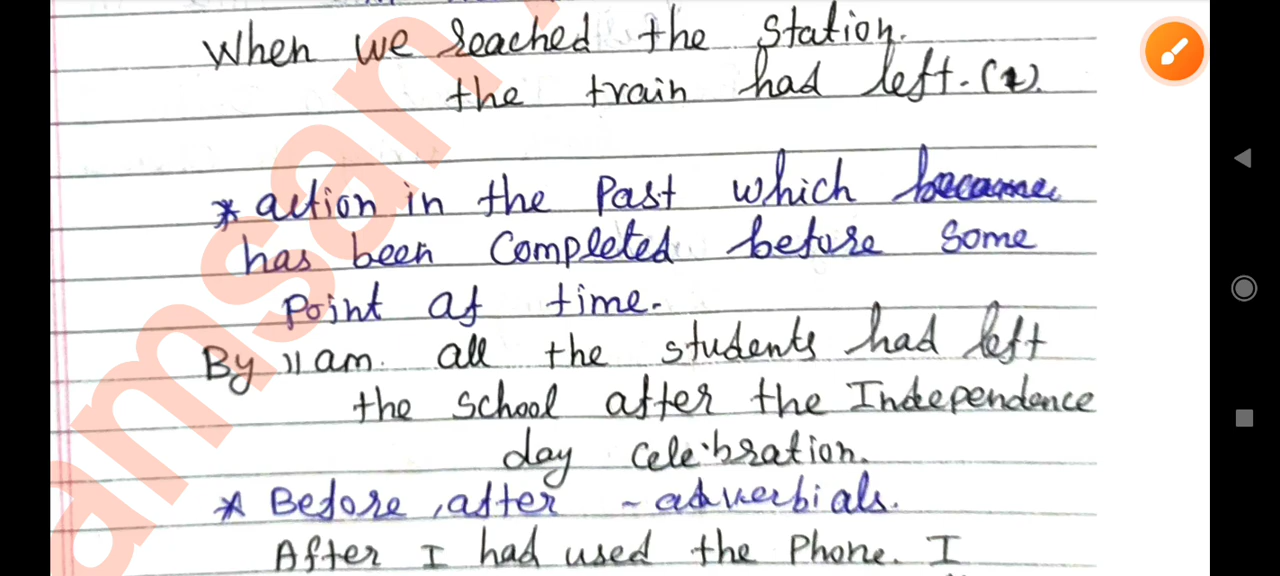 When we reached the station.
the train had left. (1).
* action in the Past which became
has been completed before some
point of time.
By 11 am. all the students had left
the school after the Independence
day celebration.
* Before, after - adverbials.
After I had used the Phone. I